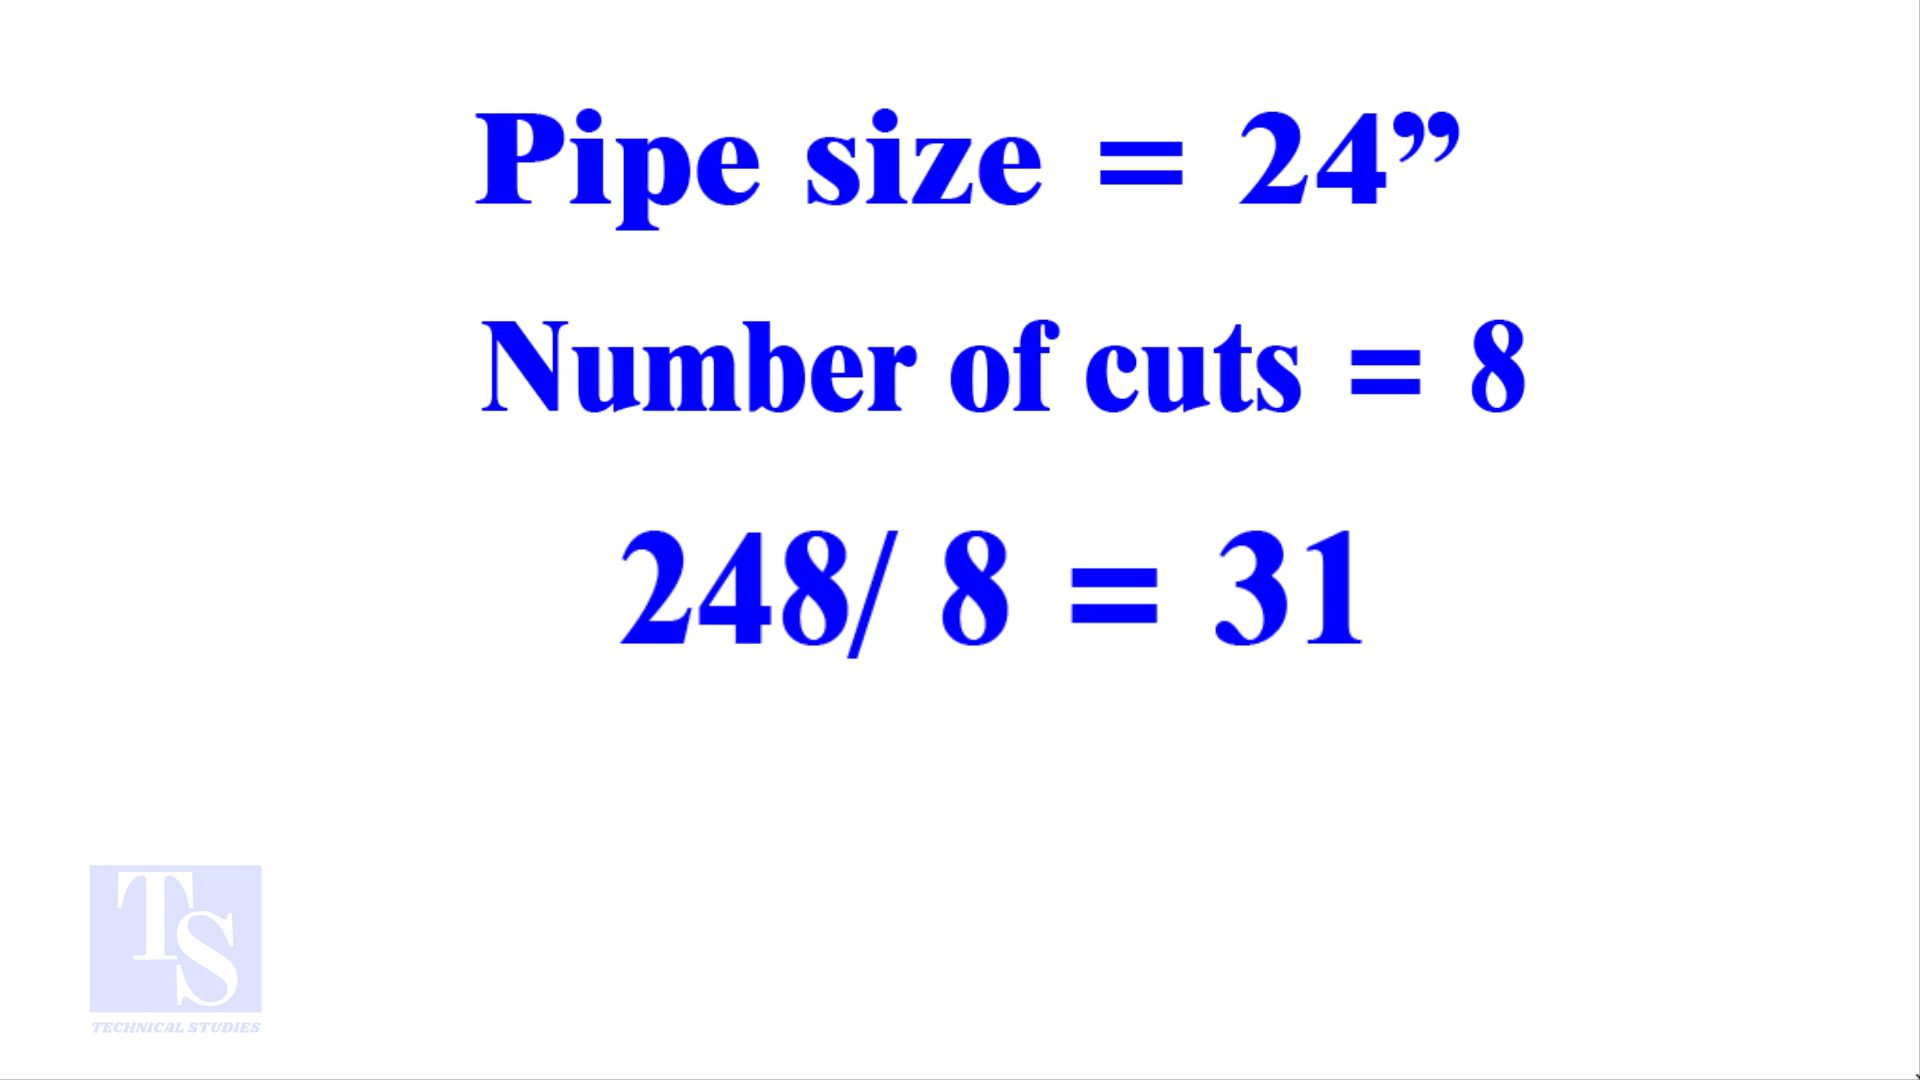 Pipe size = 24”
Number of cuts = 8
248/ 8 = 31
TS
TECHNICAL STUDIES